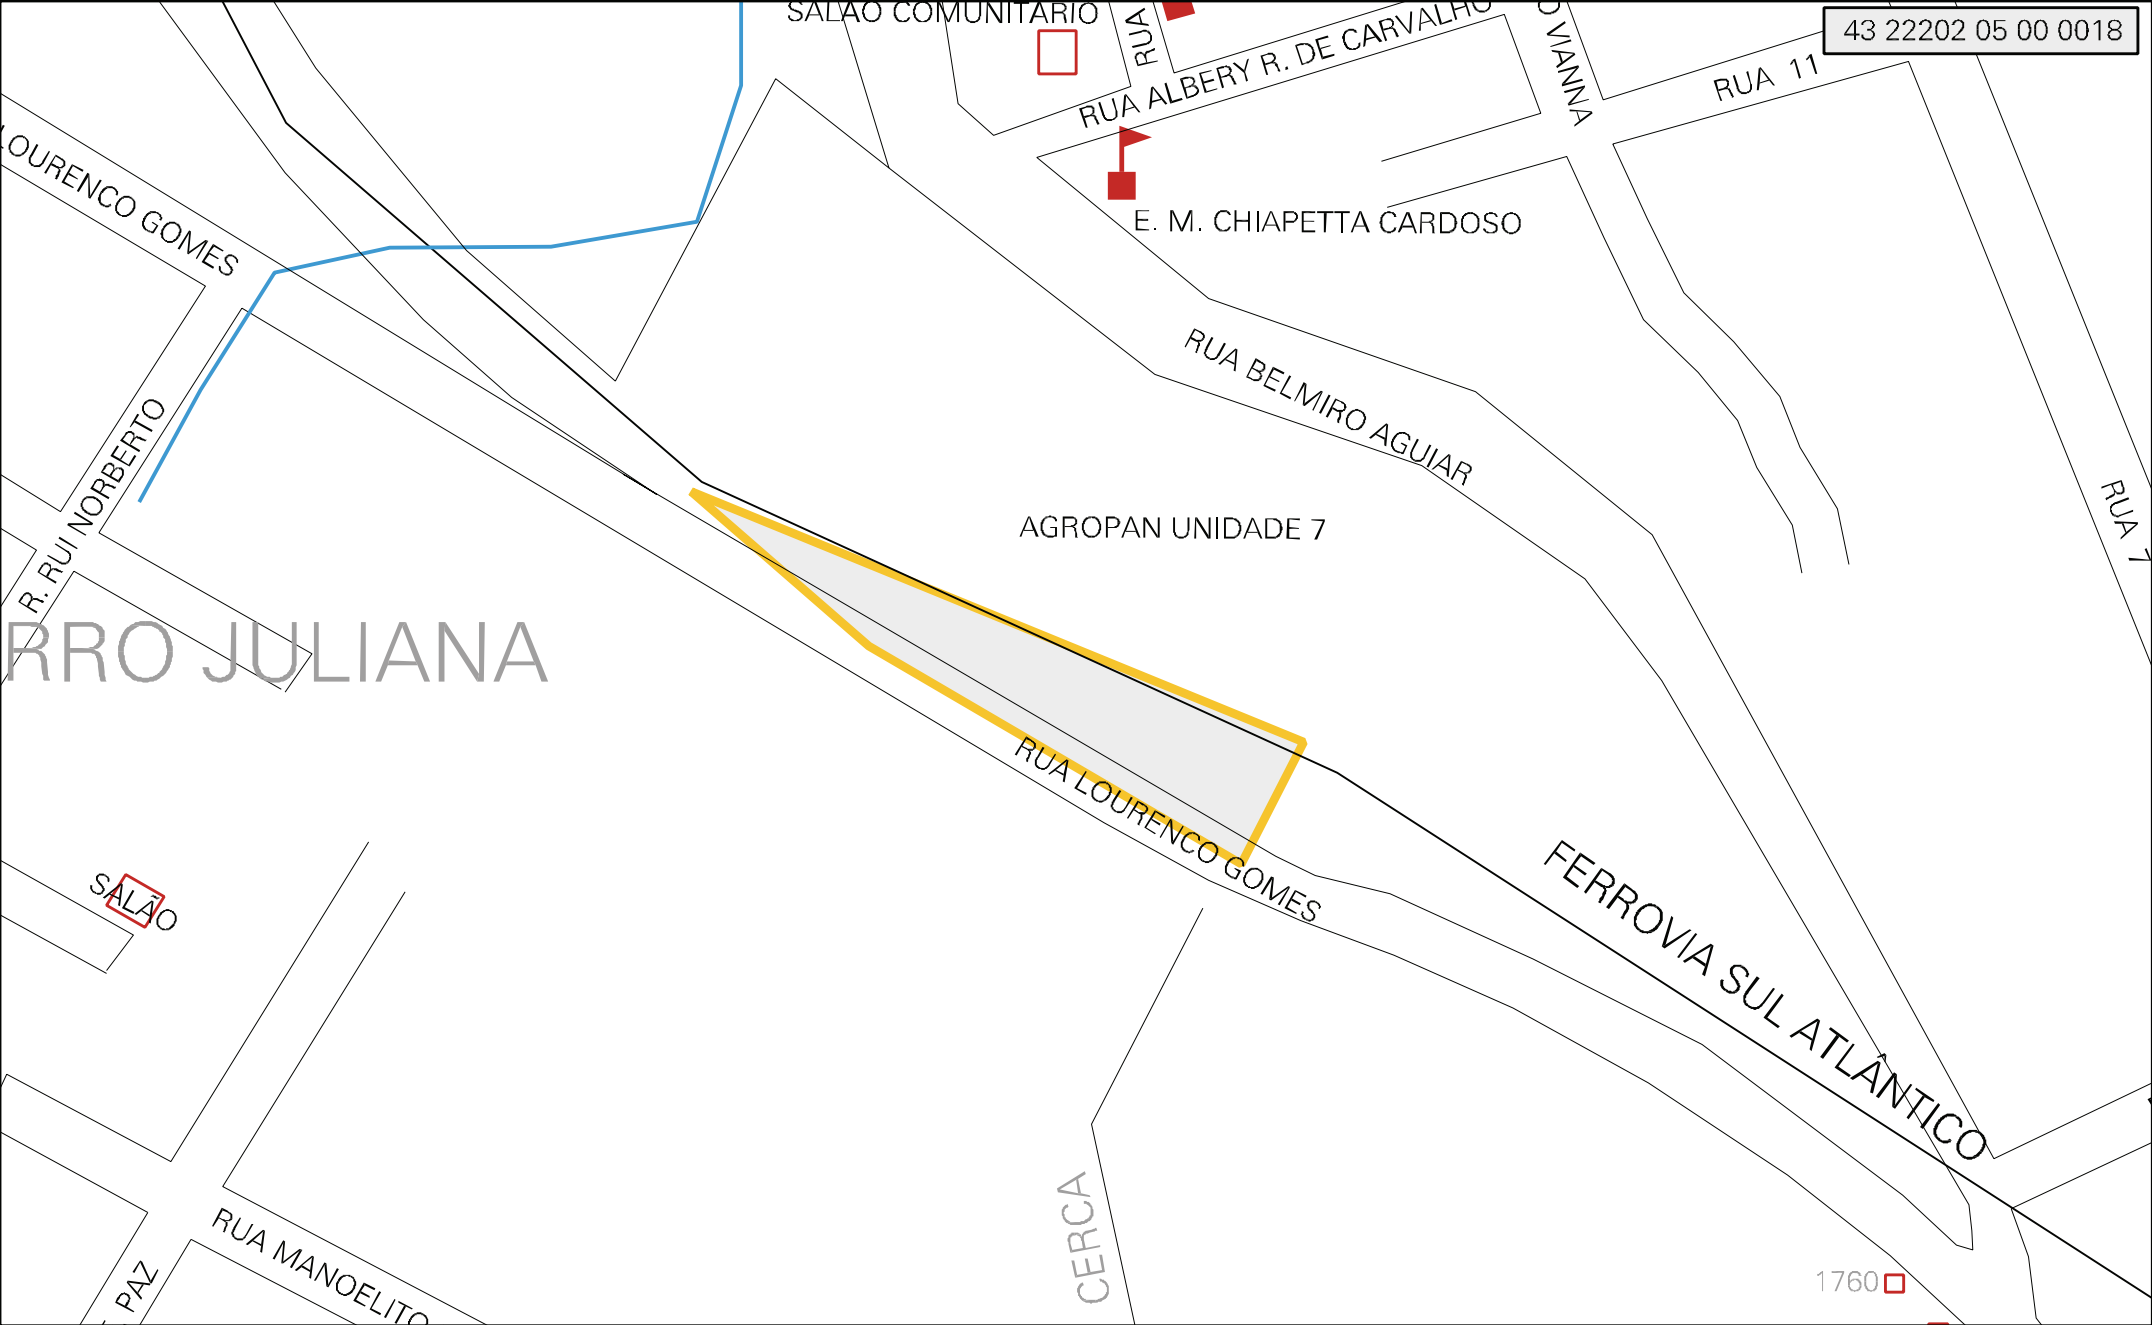 SALÃO COMUNITÁRIO
RUA
RUA ALBERY R. DE CARVALHO
O VIANNA
RUA 11
43 22202 05 00 0018
LOURENCO GOMES
E. M. CHIAPETTA CARDOSO
RUA BELMIRO AGUIAR
R. RUI NORBERTO
AGROPAN UNIDADE 7
RUA 7
RRO JULIANA
RUA LOURENCO GOMES
SALÃO
FERROVIA SUL ATLÂNTICO
CERCA
RUA MANOELITO
PAZ
1760